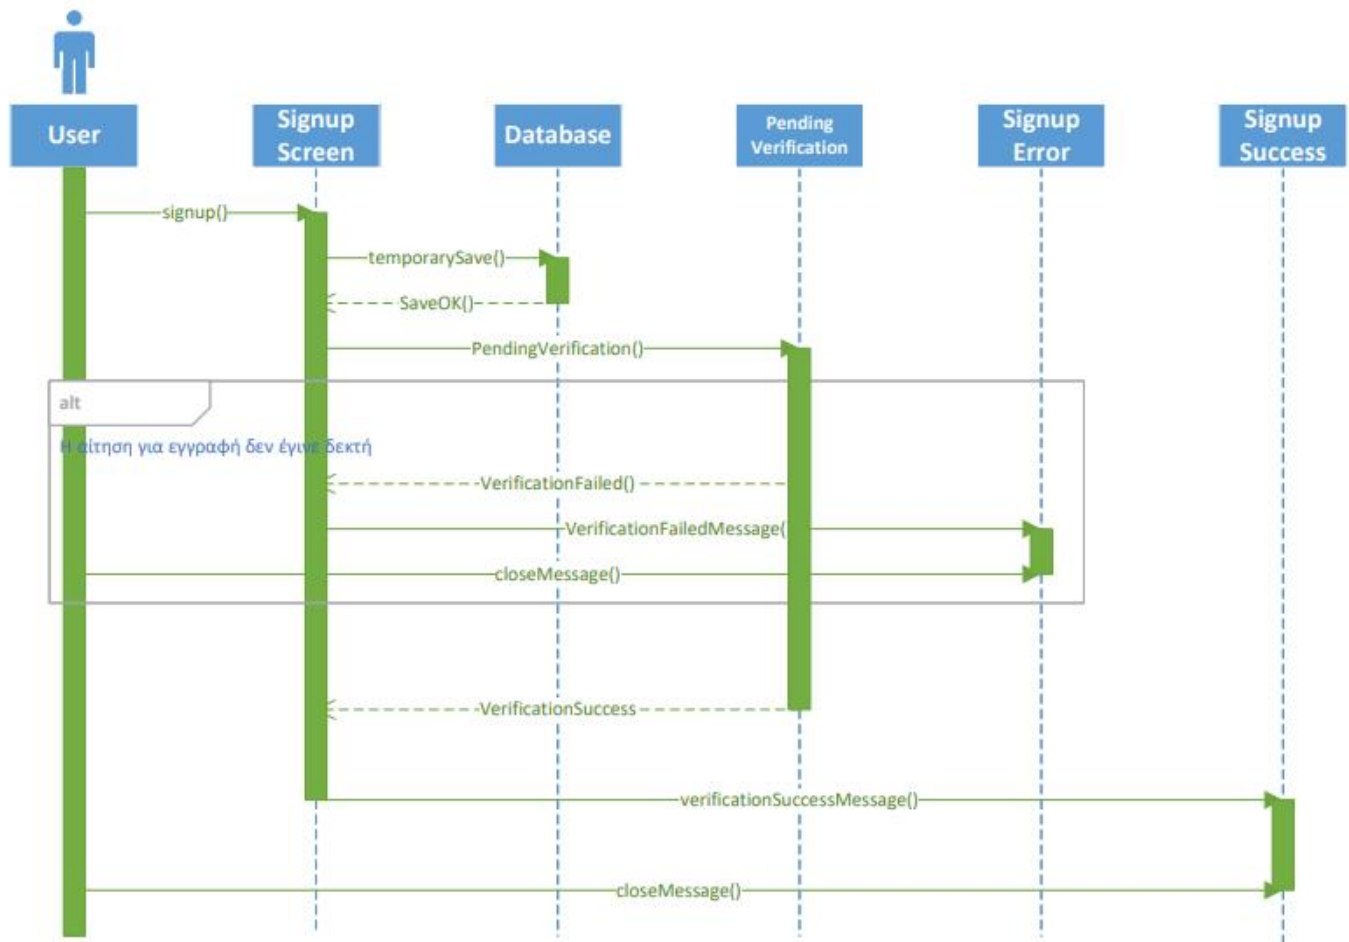 User
Signup
Screen
Database
Pending
Verification
Signup
Error
Signup
Success
signup()
temporarySave()
SaveOK()
PendingVerification()
alt
Η αίτηση για εγγραφή δεν έγινε δεκτή
VerificationFailed()
VerificationFailedMessage(
closeMessage()
VerificationSuccess
verificationSuccessMessage()
closeMessage()